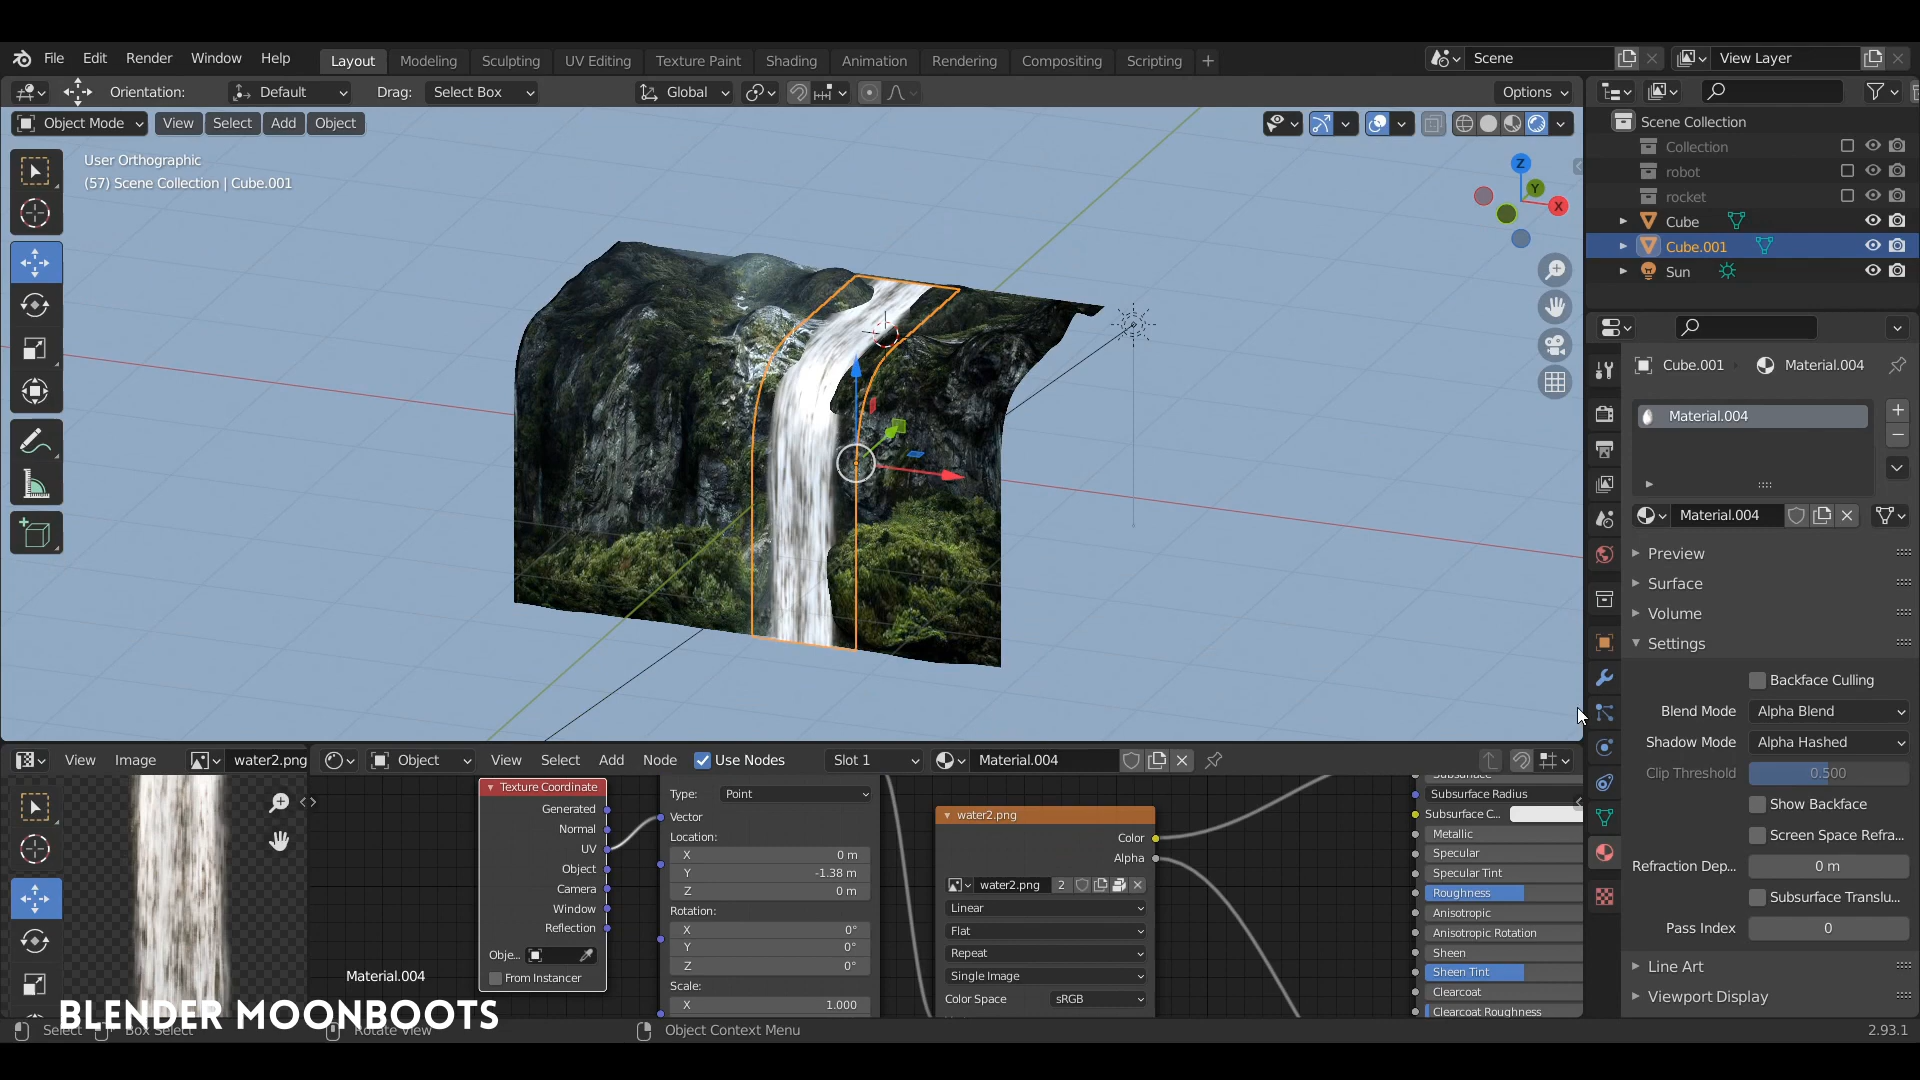 File Edit Render Window Help Layout Modeling Sculpting UV Editing Texture Paint Shading Animation Rendering Compositing Scripting + Scene View Layer
Orientation: Default Drag: Select Box Global Options
Object Mode View Select Add Object
User Orthographic
(57) Scene Collection | Cube.001
Z
Y
X
Scene Collection
Collection
robot
rocket
Cube
Cube.001
Sun
Cube.001 Material.004
Material.004
Material.004
Preview
Surface
Volume
Settings
Backface Culling
Blend Mode Alpha Blend
Shadow Mode Alpha Hashed
Clip Threshold 0.500
Show Backface
Screen Space Refra...
Refraction Dep... 0 m
Subsurface Translu...
Pass Index 0
Line Art
Viewport Display
View Image water2.png
View Select Add Node Use Nodes Slot 1 Material.004
Object
Texture Coordinate
Generated
Normal
UV
Object
Camera
Window
Reflection
Obje...
From Instancer
Material.004
Type: Point
Vector
Location:
X 0 m
Y -1.38 m
Z 0 m
Rotation:
X 0°
Y 0°
Z 0°
Scale:
X 1.000
water2.png
Color
Alpha
water2.png 2
Linear
Flat
Repeat
Single Image
Color Space sRGB
Subsurface Radius
Subsurface C...
Metallic
Specular
Specular Tint
Roughness
Anisotropic
Anisotropic Rotation
Sheen
Sheen Tint
Clearcoat
Clearcoat Roughness
BLENDER MOONBOOTS
Select Box Select Rotate View Object Context Menu 2.93.1